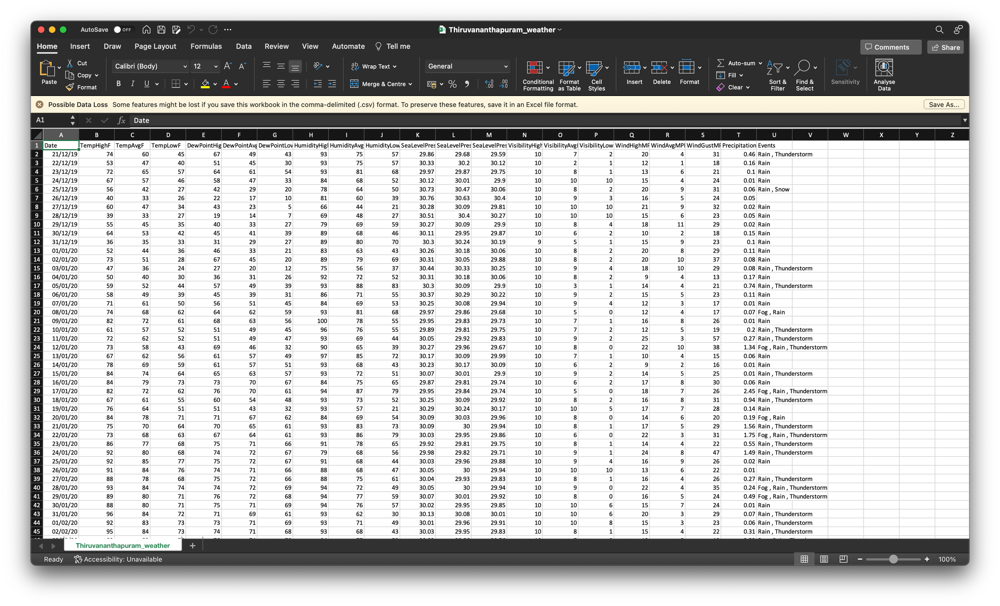 AutoSave OFF Thiruvananthapuram_weather
Home Insert Draw Page Layout Formulas Data Review View Automate Tell me Comments Share
Paste Cut Copy Format Calibri (Body) 12 B I U Wrap Text Merge & Centre General Conditional Formatting Format as Table Cell Styles Insert Delete Format Auto-sum Fill Clear Sort & Filter Find & Select Sensitivity Analyse Data
Possible Data Loss Some features might be lost if you save this workbook in the comma-delimited (.csv) format. To preserve these features, save it in an Excel file format. Save As...
A1 fx Date
A B C D E F G H I J K L M N O P Q R S T U V W X Y Z
1 Date TempHighF TempAvgF TempLowF DewPointHig DewPointAvg DewPointLov HumidityHigl HumidityAvg HumidityLow SeaLevelPres SeaLevelPres SeaLevelPres VisibilityHigh VisibilityAvgl VisibilityLow WindHighMF WindAvgMPI WindGustMF Precipitation Events
2 21/12/19 74 60 45 67 49 43 93 75 57 29.86 29.68 29.59 10 7 2 20 4 31 0.46 Rain , Thunderstorm
3 22/12/19 53 47 40 51 45 30 93 75 57 30.33 30.2 30.12 10 2 1 12 1 18 0.16 Rain
4 23/12/19 72 65 57 64 61 54 93 81 68 29.97 29.87 29.75 10 8 1 13 6 21 0.1 Rain
5 24/12/19 67 57 46 58 47 33 84 68 52 30.12 30.01 29.9 10 10 10 15 4 24 0.01 Rain
6 25/12/19 56 42 27 42 29 20 78 64 50 30.73 30.47 30.06 10 8 2 20 9 31 0.06 Rain , Snow
7 26/12/19 40 33 26 22 17 10 81 60 39 30.76 30.63 30.4 10 9 3 16 5 24 0.05
8 27/12/19 60 47 34 43 23 5 66 44 21 30.28 30.09 29.81 10 10 10 21 9 32 0.02 Rain
9 28/12/19 39 33 27 19 14 7 69 48 27 30.51 30.4 30.27 10 10 10 15 6 23 0.05 Rain
10 29/12/19 55 45 35 40 33 27 79 69 59 30.27 30.09 29.9 10 8 4 18 11 29 0.02 Rain
11 30/12/19 64 53 42 45 41 39 89 68 46 30.11 29.95 29.87 10 6 2 10 2 18 0.15 Rain
12 31/12/19 36 35 33 31 29 27 89 80 70 30.3 30.24 30.19 9 5 1 15 9 23 0.1 Rain
13 01/01/20 52 44 36 46 33 21 83 63 43 30.26 30.18 30.06 10 8 2 20 8 29 0.11 Rain
14 02/01/20 73 51 28 67 45 20 89 79 69 30.31 30.05 29.88 10 8 2 20 10 37 0.08 Rain
15 03/01/20 47 36 24 27 20 12 75 56 37 30.44 30.33 30.25 10 9 4 18 10 29 0.08 Rain , Thunderstorm
16 04/01/20 50 40 30 36 31 26 92 72 52 30.31 30.18 30.06 10 8 2 9 4 13 0.17 Rain
17 05/01/20 59 52 44 57 49 39 93 88 83 30.3 30.09 29.9 10 3 1 14 4 21 0.74 Rain , Thunderstorm
18 06/01/20 58 49 39 45 39 31 86 71 55 30.37 30.29 30.22 10 9 2 15 5 23 0.11 Rain
19 07/01/20 71 61 50 56 51 45 84 69 53 30.25 30.08 29.94 10 9 4 12 3 17 0.01 Rain
20 08/01/20 74 68 62 64 62 59 93 81 68 29.97 29.86 29.68 10 5 0 12 4 17 0.07 Fog , Rain
21 09/01/20 82 72 61 68 63 56 100 78 55 29.95 29.83 29.73 10 7 1 16 8 26 0.01 Rain
22 10/01/20 61 57 52 51 49 45 96 76 55 29.89 29.81 29.75 10 7 2 12 5 19 0.2 Rain , Thunderstorm
23 11/01/20 72 62 52 51 49 47 93 69 44 30.05 29.92 29.83 10 9 2 25 3 57 0.27 Rain , Thunderstorm
24 12/01/20 73 58 43 69 46 32 90 65 39 30.27 29.96 29.67 10 8 0 22 10 38 1.34 Fog , Rain , Thunderstorm
25 13/01/20 67 62 56 61 57 49 97 85 72 30.17 30.09 29.99 10 7 1 10 4 15 0.06 Rain
26 14/01/20 78 69 59 61 57 51 93 68 43 30.23 30.17 30.09 10 6 2 9 2 16 0.01 Rain
27 15/01/20 84 74 64 65 63 57 93 72 51 30.07 30.01 29.9 10 9 2 14 5 25 0.01 Rain , Thunderstorm
28 16/01/20 84 79 73 73 70 67 84 75 65 29.87 29.81 29.74 10 6 2 17 8 30 0.06 Rain
29 17/01/20 82 72 62 76 70 61 94 87 79 29.95 29.84 29.74 10 5 0 18 7 26 2.45 Fog , Rain , Thunderstorm
30 18/01/20 67 61 55 60 54 48 93 73 52 30.25 30.09 29.92 10 8 2 16 8 31 0.94 Rain , Thunderstorm
31 19/01/20 76 64 51 51 43 32 93 57 21 30.29 30.24 30.17 10 10 5 17 7 28 0.14 Rain
32 20/01/20 84 78 71 71 67 62 84 69 54 30.09 30.03 29.96 10 8 0 14 6 20 0.19 Fog , Rain
33 21/01/20 75 70 64 70 65 61 93 83 73 30.09 30 29.94 10 8 1 17 5 29 1.56 Rain , Thunderstorm
34 22/01/20 73 68 63 67 64 61 93 86 79 30.03 29.95 29.86 10 6 0 22 3 31 1.75 Fog , Rain , Thunderstorm
35 23/01/20 86 77 68 75 71 66 91 78 65 29.92 29.81 29.75 10 8 1 14 4 22 0.55 Rain , Thunderstorm
36 24/01/20 92 80 68 74 72 67 79 68 56 29.98 29.82 29.71 10 9 1 24 8 47 1.49 Rain , Thunderstorm
37 25/01/20 92 85 77 75 72 67 91 68 44 30.03 29.96 29.88 10 9 4 16 9 26 0.02 Rain
38 26/01/20 91 84 76 74 71 66 88 68 47 30.05 30 29.94 10 10 10 13 6 22 0.01
39 27/01/20 88 78 68 75 72 66 88 75 61 30.04 29.93 29.83 10 8 1 16 4 26 0.27 Rain , Thunderstorm
40 28/01/20 93 84 74 74 72 69 94 72 49 30.05 30 29.94 10 9 0 22 4 35 0.24 Fog , Rain , Thunderstorm
41 29/01/20 89 80 71 76 72 68 94 77 59 30.07 30.01 29.92 10 8 0 16 5 24 0.49 Fog , Rain , Thunderstorm
42 30/01/20 88 80 71 75 71 69 94 76 57 30.02 29.95 29.85 10 10 6 15 7 24 0.01 Rain
43 31/01/20 96 84 72 71 69 61 93 62 30 30.13 30.08 30.01 10 10 6 20 3 29 0.07 Rain , Thunderstorm
44 01/02/20 92 83 73 73 71 69 93 71 49 30.01 29.96 29.91 10 10 8 15 3 23 0.06 Rain , Thunderstorm
45 02/02/20 95 84 73 74 71 68 93 68 43 30.03 29.95 29.83 10 8 1 15 4 22 0.31 Rain , Thunderstorm
Thiruvananthapuram_weather +
Ready Accessibility: Unavailable 100%